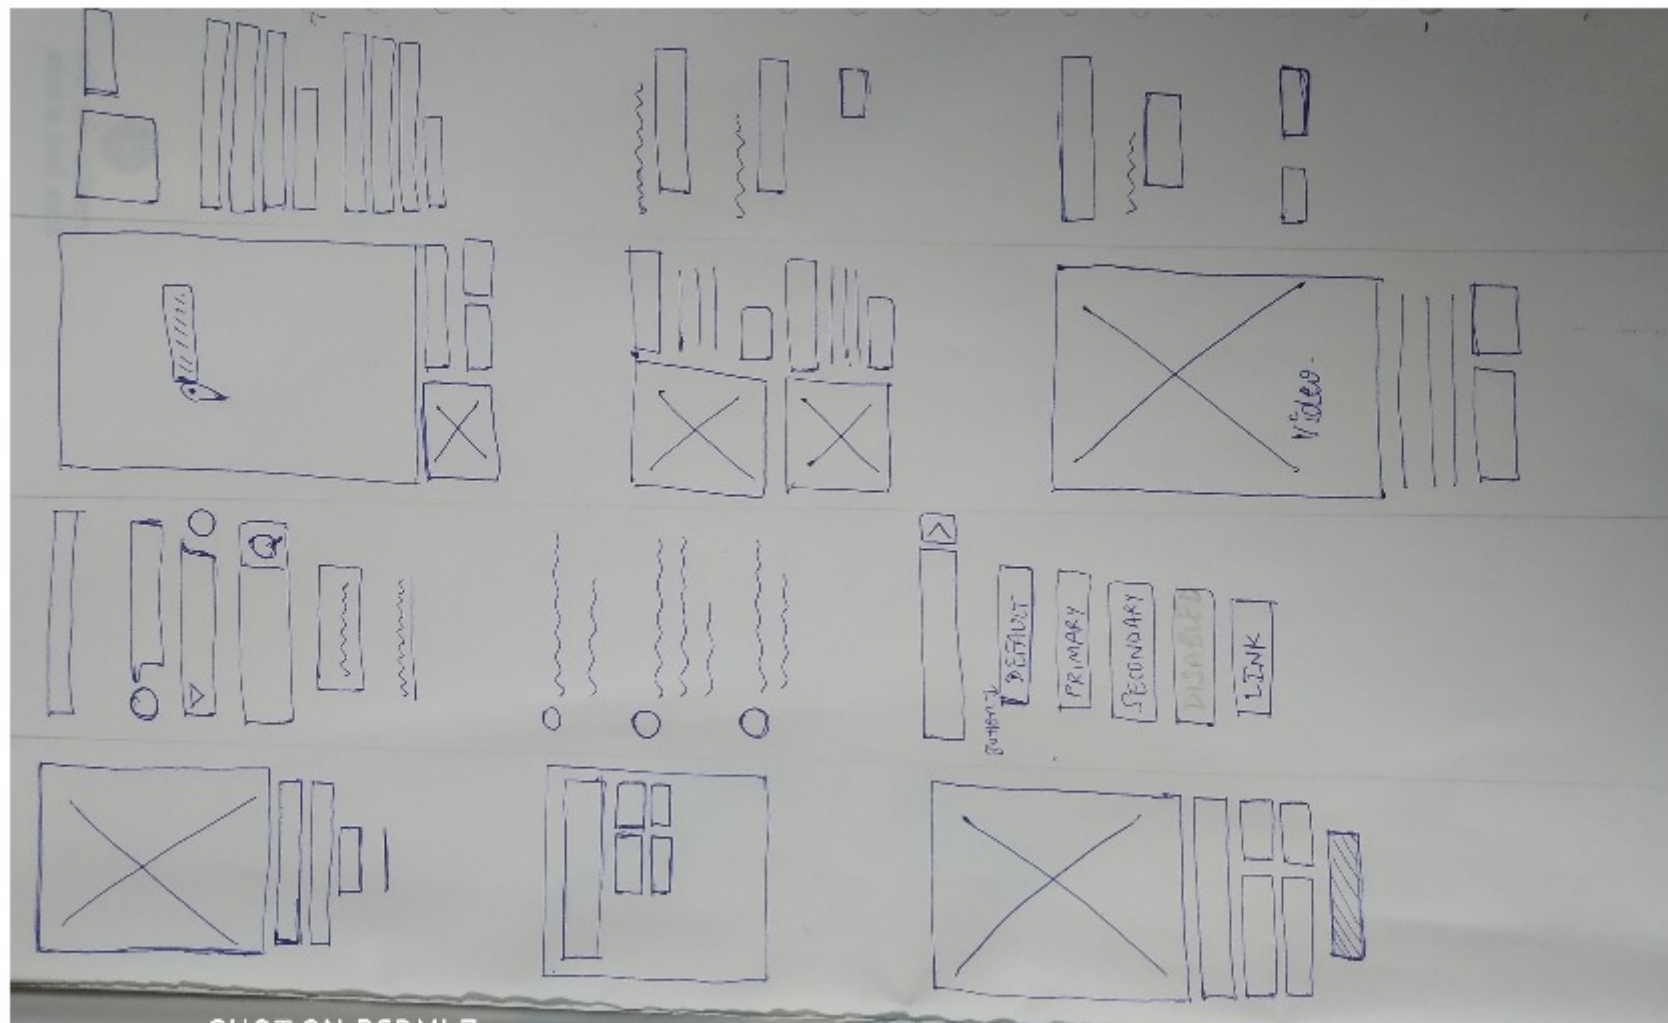 Video
Button
DEFAULT
PRIMARY
SECONDARY
DISABLED
LINK